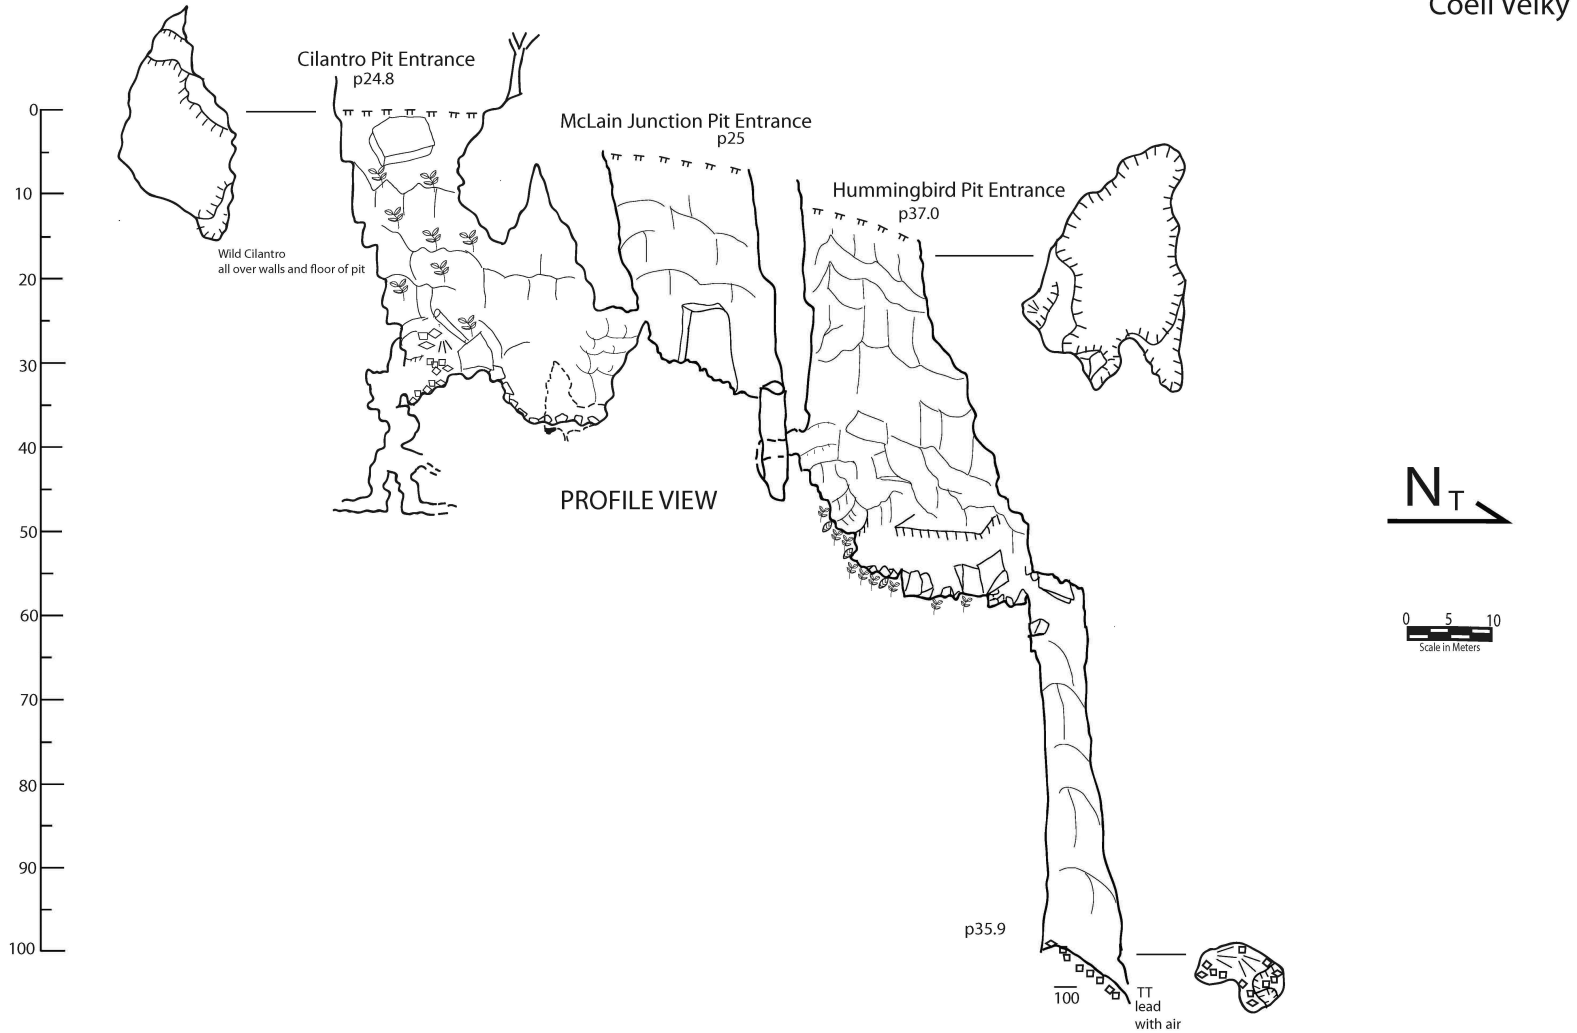 Coell Velky
Cilantro Pit Entrance
p24.8
McLain Junction Pit Entrance
p25
Hummingbird Pit Entrance
p37.0
Wild Cilantro
all over walls and floor of pit
0
10
20
30
40
50
60
70
80
90
100
PROFILE VIEW
N T
0 5 10
Scale in Meters
p35.9
100
TT
lead
with air